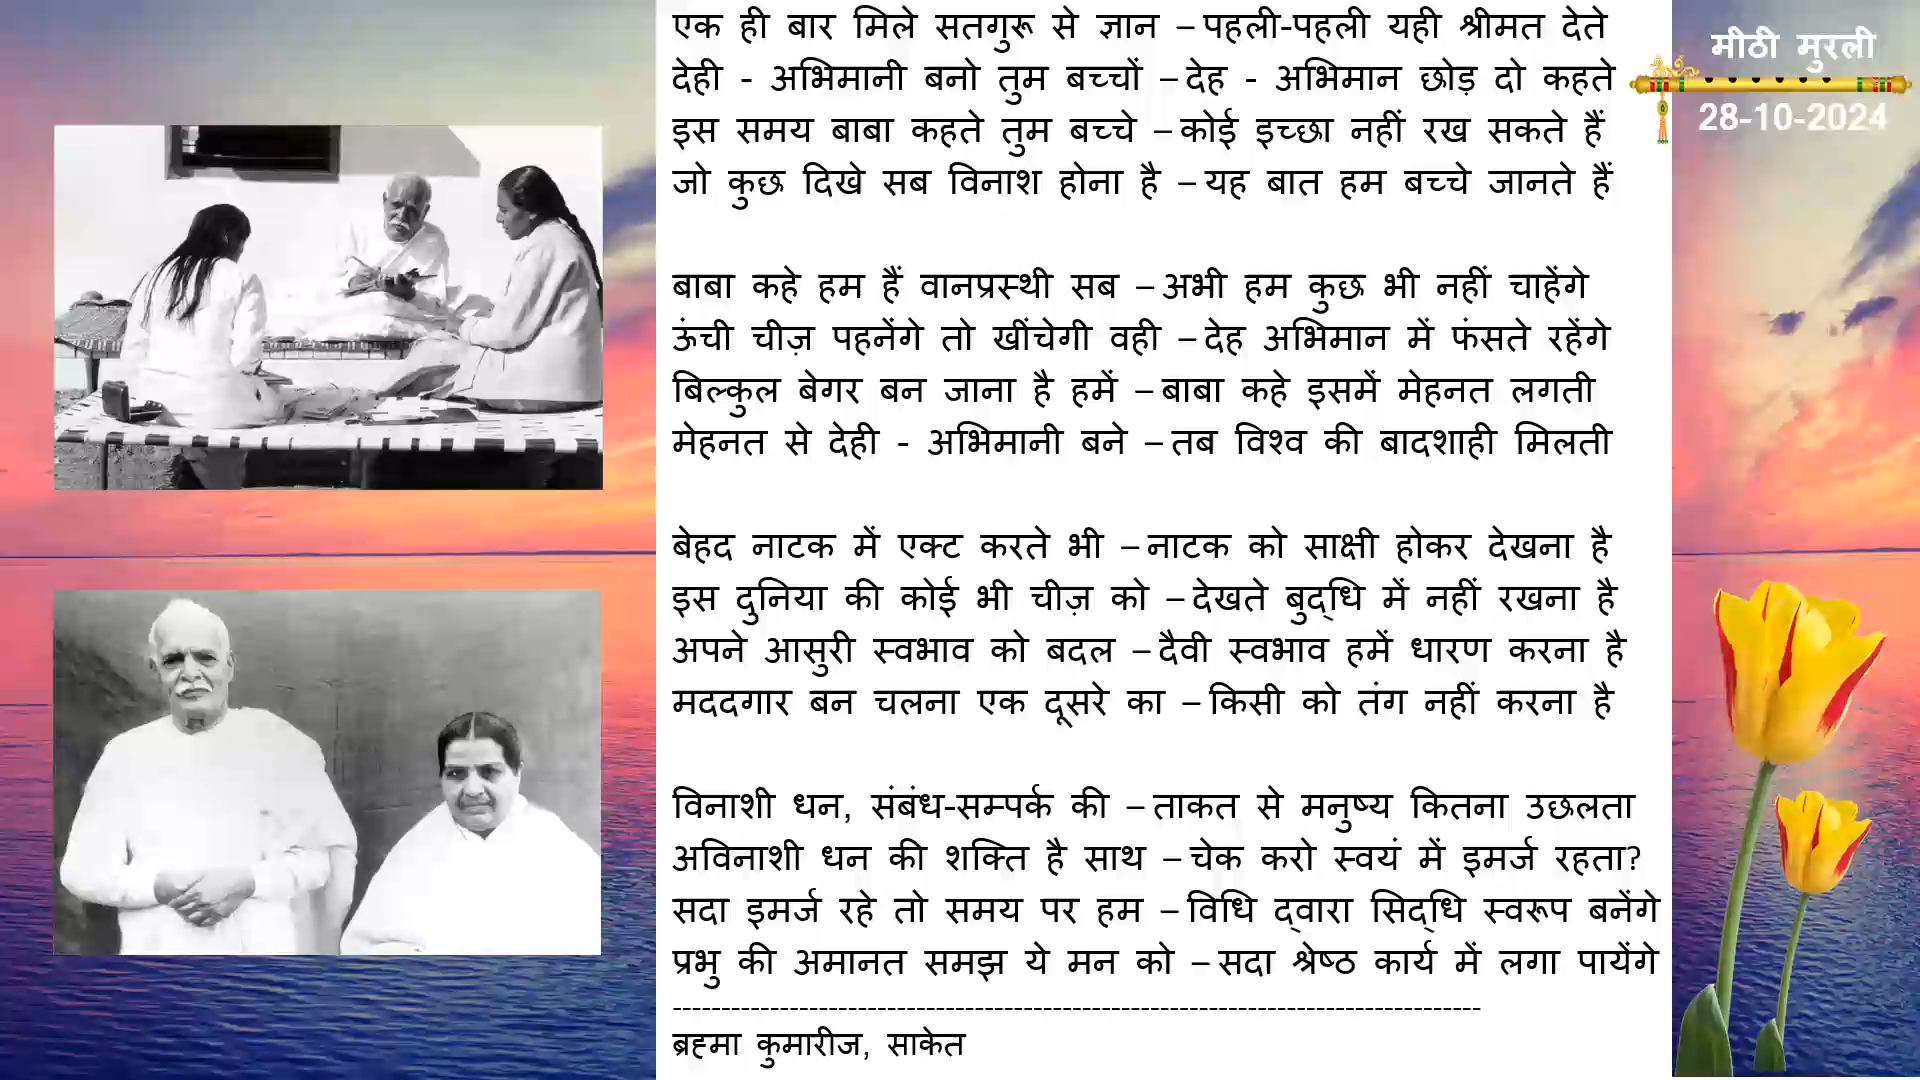 एक ही बार मिले सतगुरू से ज्ञान – पहली-पहली यही श्रीमत देते
देही - अभिमानी बनो तुम बच्चों – देह - अभिमान छोड़ दो कहते
इस समय बाबा कहते तुम बच्चे – कोई इच्छा नहीं रख सकते हैं
जो कुछ दिखे सब विनाश होना है – यह बात हम बच्चे जानते हैं

बाबा कहे हम हैं वानप्रस्थी सब – अभी हम कुछ भी नहीं चाहेंगे
ऊंची चीज़ पहनेंगे तो खींचेगी वही – देह अभिमान में फंसते रहेंगे
बिल्कुल बेगर बन जाना है हमें – बाबा कहे इसमें मेहनत लगती
मेहनत से देही - अभिमानी बने – तब विश्व की बादशाही मिलती

बेहद नाटक में एक्ट करते भी – नाटक को साक्षी होकर देखना है
इस दुनिया की कोई भी चीज़ को – देखते बुद्धि में नहीं रखना है
अपने आसुरी स्वभाव को बदल – दैवी स्वभाव हमें धारण करना है
मददगार बन चलना एक दूसरे का – किसी को तंग नहीं करना है

विनाशी धन, संबंध-सम्पर्क की – ताकत से मनुष्य कितना उछलता
अविनाशी धन की शक्ति है साथ – चेक करो स्वयं में इमर्ज रहता?
सदा इमर्ज रहे तो समय पर हम – विधि द्वारा सिद्धि स्वरूप बनेंगे
प्रभु की अमानत समझ ये मन को – सदा श्रेष्ठ कार्य में लगा पायेंगे
-----------------------------------------------------------------------------------
ब्रह्मा कुमारीज, साकेत
मीठी मुरली
28-10-2024